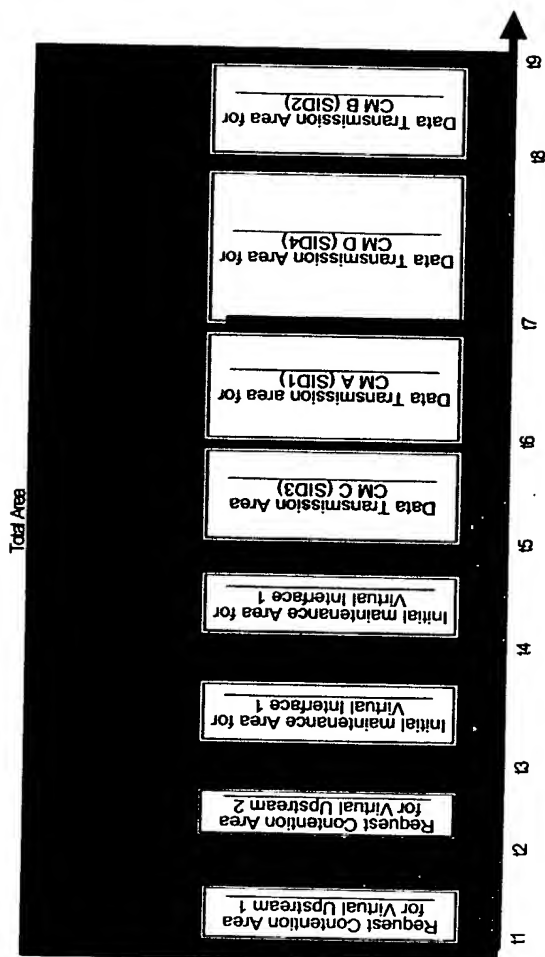 Total Area
Request Contention Area
for Virtual Upstream 1
Request Contention Area
for Virtual Upstream 2
Initial maintenance Area for
Virtual Interface 1
Initial maintenance Area for
Virtual Interface 1
Data Transmission Area
CM C (SID3)
Data Transmission area for
CM A (SID1)
Data Transmission Area for
CM D (SID4)
Data Transmission Area for
CM B (SID2)
t1
t2
t3
t4
t5
t6
t7
t8
t9